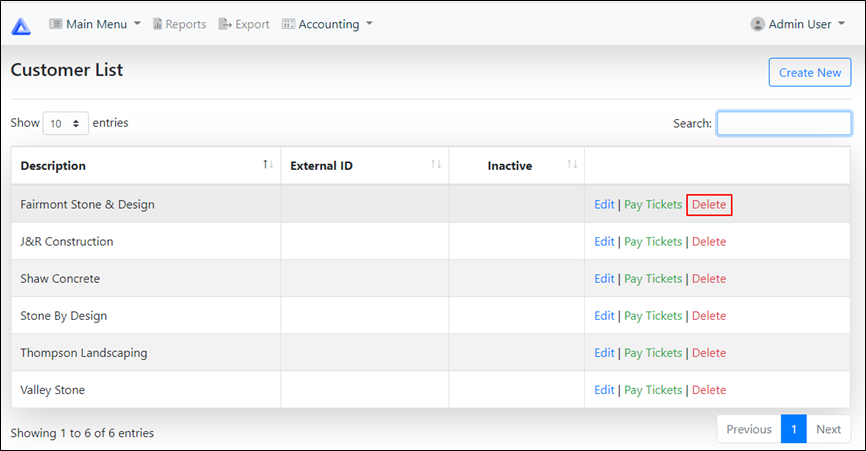 Main Menu Reports Export Accounting Admin User
Customer List Create New
Show 10 entries Search:
Description External ID Inactive
Fairmont Stone & Design Edit | Pay Tickets Delete
J&R Construction Edit | Pay Tickets | Delete
Shaw Concrete Edit | Pay Tickets | Delete
Stone By Design Edit | Pay Tickets | Delete
Thompson Landscaping Edit | Pay Tickets | Delete
Valley Stone Edit | Pay Tickets | Delete
Showing 1 to 6 of 6 entries Previous 1 Next